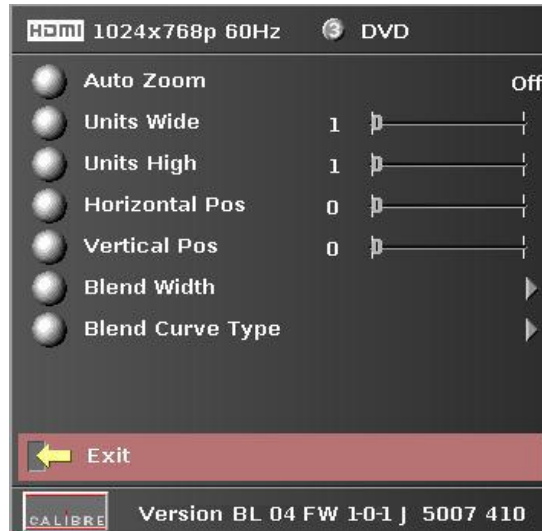 HDMI 1024x768p 60Hz 3 DVD
Auto Zoom Off
Units Wide 1
Units High 1
Horizontal Pos 0
Vertical Pos 0
Blend Width
Blend Curve Type
Exit
CALIBRE Version BL 04 FW 1-0-1 J 5007 410